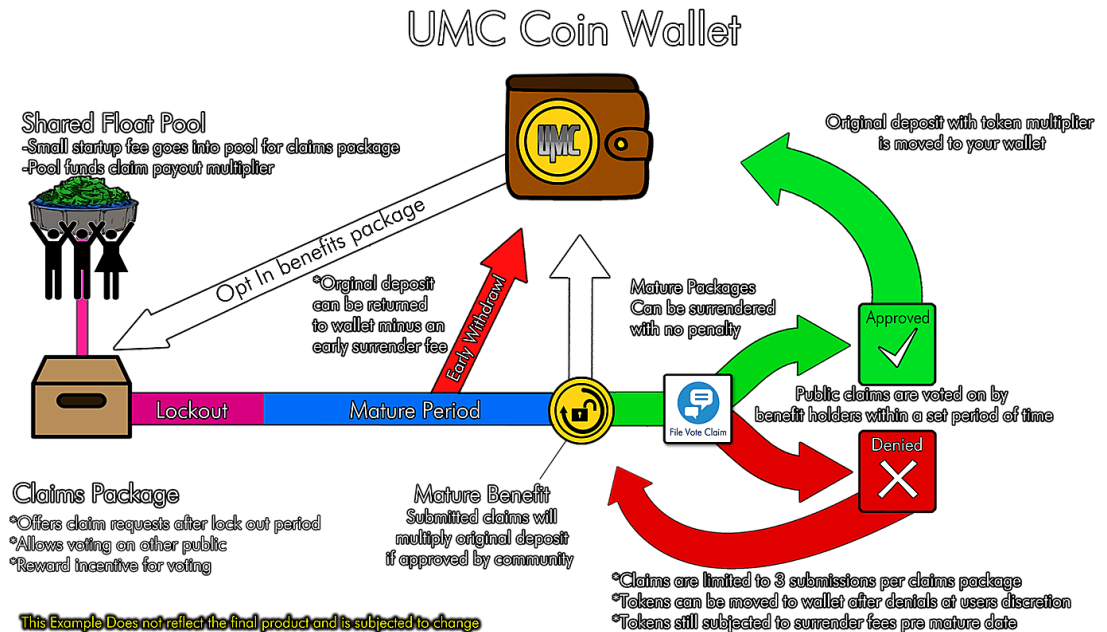 UMC Coin Wallet
Shared Float Pool
-Small startup fee goes into pool for claims package
-Pool funds claim payout multiplier
UMC
Original deposit with token multiplier
is moved to your wallet
Opt In benefits package
*Orginal deposit
can be returned
to wallet minus an
early surrender fee
Early Withdrawl
Mature Packages
Can be surrendered
with no penalty
Approved
Lockout
Mature Period
File Vote Claim
Public claims are voted on by
benefit holders within a set period of time
Denied
Claims Package
*Offers claim requests after lock out period
*Allows voting on other public
*Reward incentive for voting
Mature Benefit
Submitted claims will
multiply original deposit
if approved by community
*Claims are limited to 3 submissions per claims package
*Tokens can be moved to wallet after denials at users discretion
*Tokens still subjected to surrender fees pre mature date
This Example Does not reflect the final product and is subjected to change